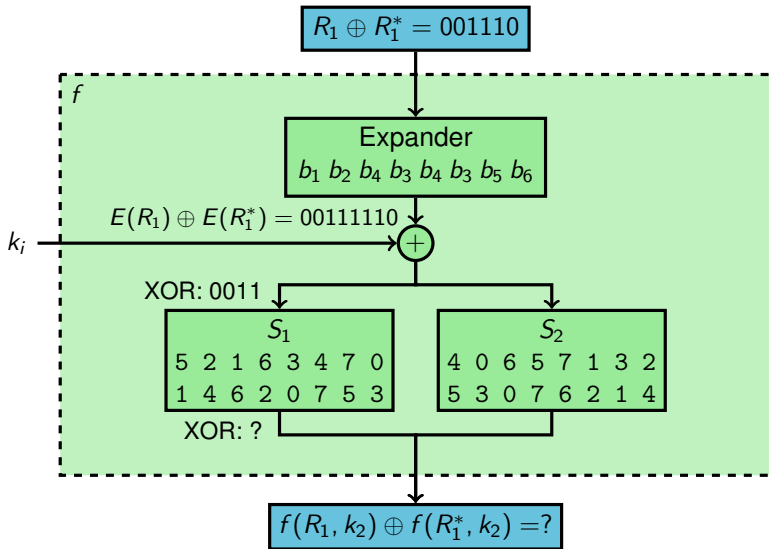 R₁ ⊕ R₁* = 001110
f
Expander
b₁ b₂ b₄ b₃ b₄ b₃ b₅ b₆
E(R₁) ⊕ E(R₁*) = 00111110
kᵢ
+
XOR: 0011
S₁
5 2 1 6 3 4 7 0
1 4 6 2 0 7 5 3
S₂
4 0 6 5 7 1 3 2
5 3 0 7 6 2 1 4
XOR: ?
f(R₁, k₂) ⊕ f(R₁*, k₂) =?